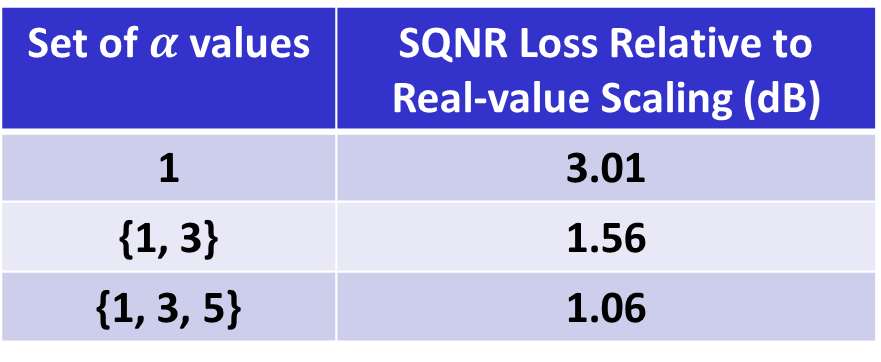 Set of α values
SQNR Loss Relative to
Real-value Scaling (dB)
1
3.01
{1, 3}
1.56
{1, 3, 5}
1.06